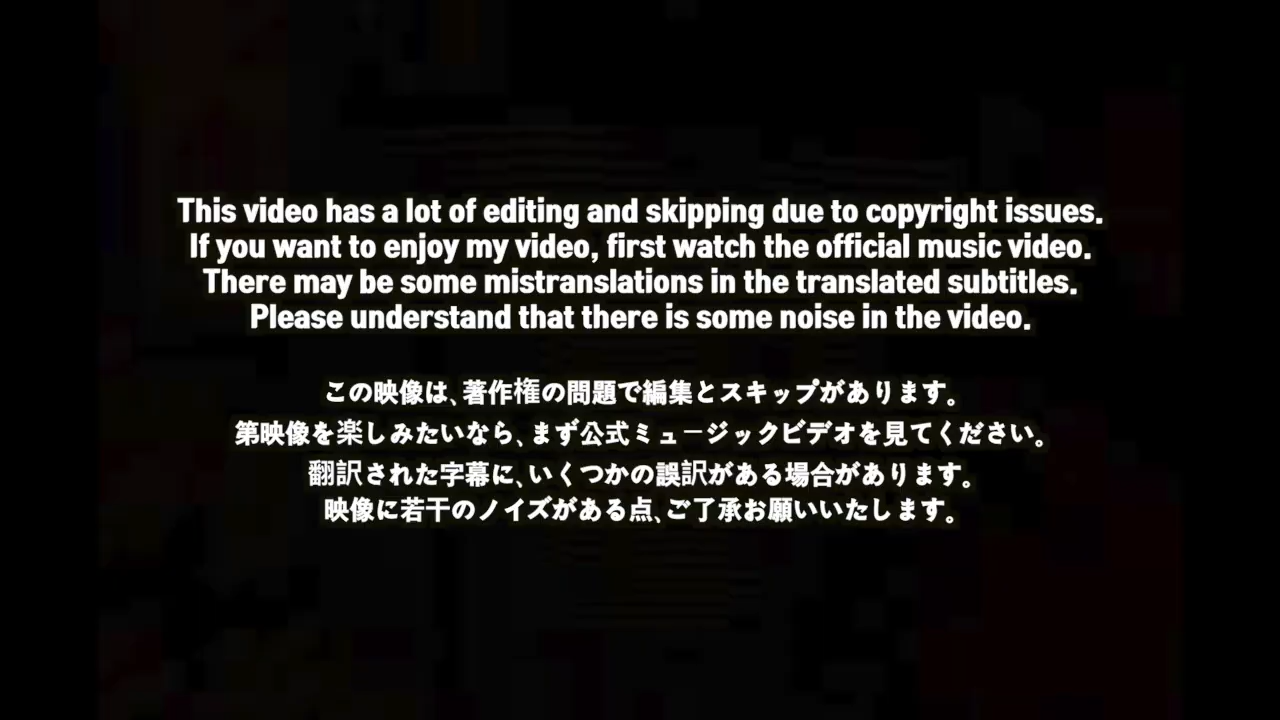 This video has a lot of editing and skipping due to copyright issues.
If you want to enjoy my video, first watch the official music video.
There may be some mistranslations in the translated subtitles.
Please understand that there is some noise in the video.
この映像は、著作権の問題で編集とスキップがあります。
第映像を楽しみたいなら、まず公式ミュージックビデオを見てください。
翻訳された字幕に、いくつかの誤訳がある場合があります。
映像に若干のノイズがある点、ご了承お願いいたします。